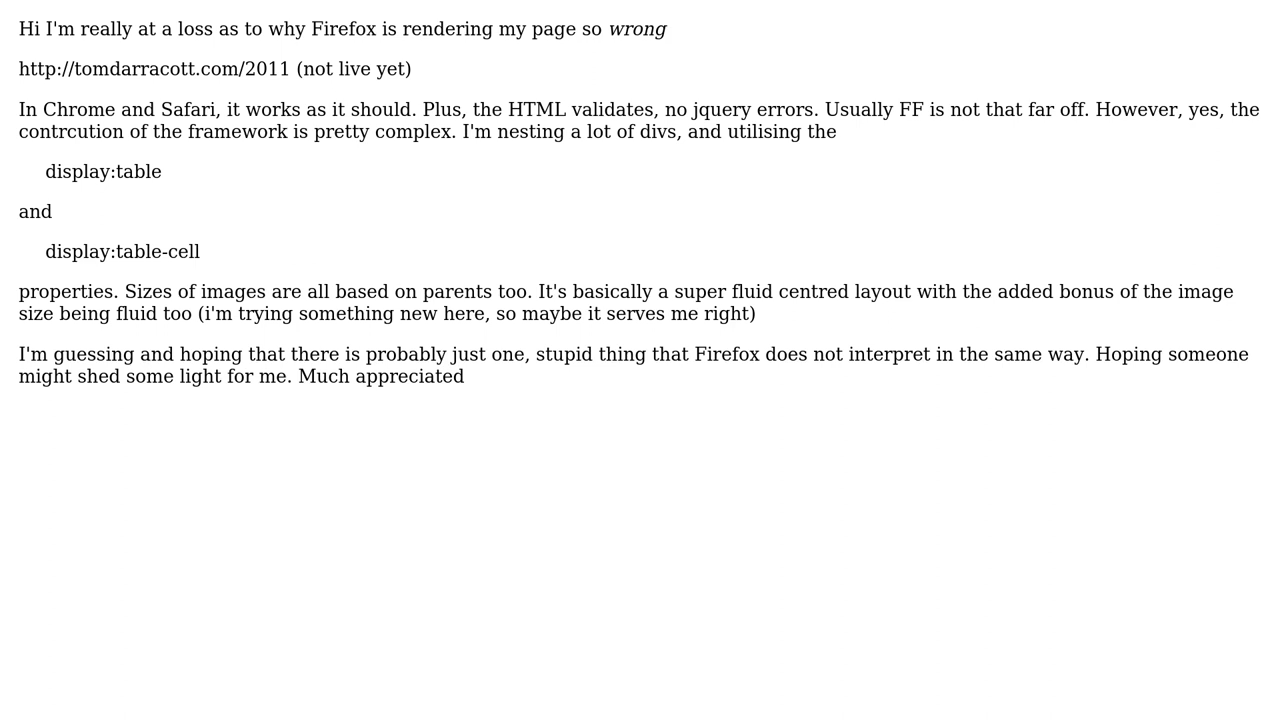 Hi I'm really at a loss as to why Firefox is rendering my page so wrong
http://tomdarracott.com/2011 (not live yet)
In Chrome and Safari, it works as it should. Plus, the HTML validates, no jquery errors. Usually FF is not that far off. However, yes, the
contrcution of the framework is pretty complex. I'm nesting a lot of divs, and utilising the
display:table
and
display:table-cell
properties. Sizes of images are all based on parents too. It's basically a super fluid centred layout with the added bonus of the image
size being fluid too (i'm trying something new here, so maybe it serves me right)
I'm guessing and hoping that there is probably just one, stupid thing that Firefox does not interpret in the same way. Hoping someone
might shed some light for me. Much appreciated